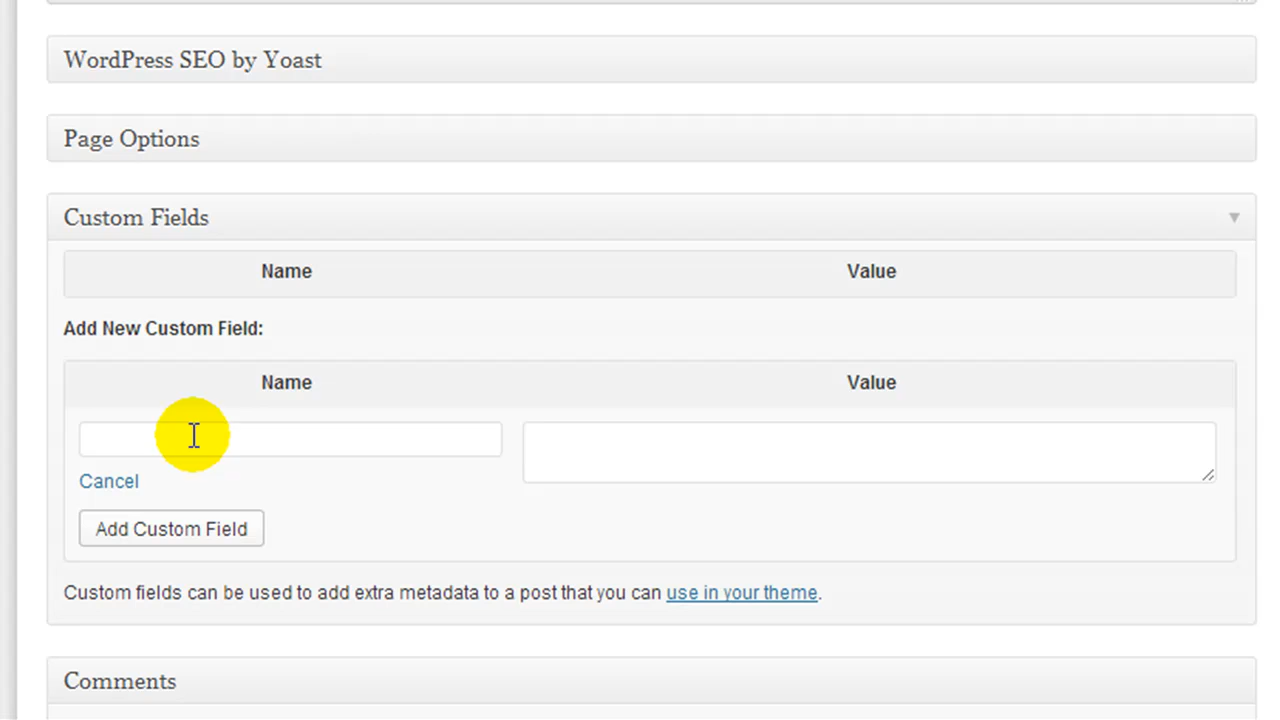 WordPress SEO by Yoast
Page Options
Custom Fields
Name Value
Add New Custom Field:
Name Value
Cancel
Add Custom Field
Custom fields can be used to add extra metadata to a post that you can use in your theme.
Comments